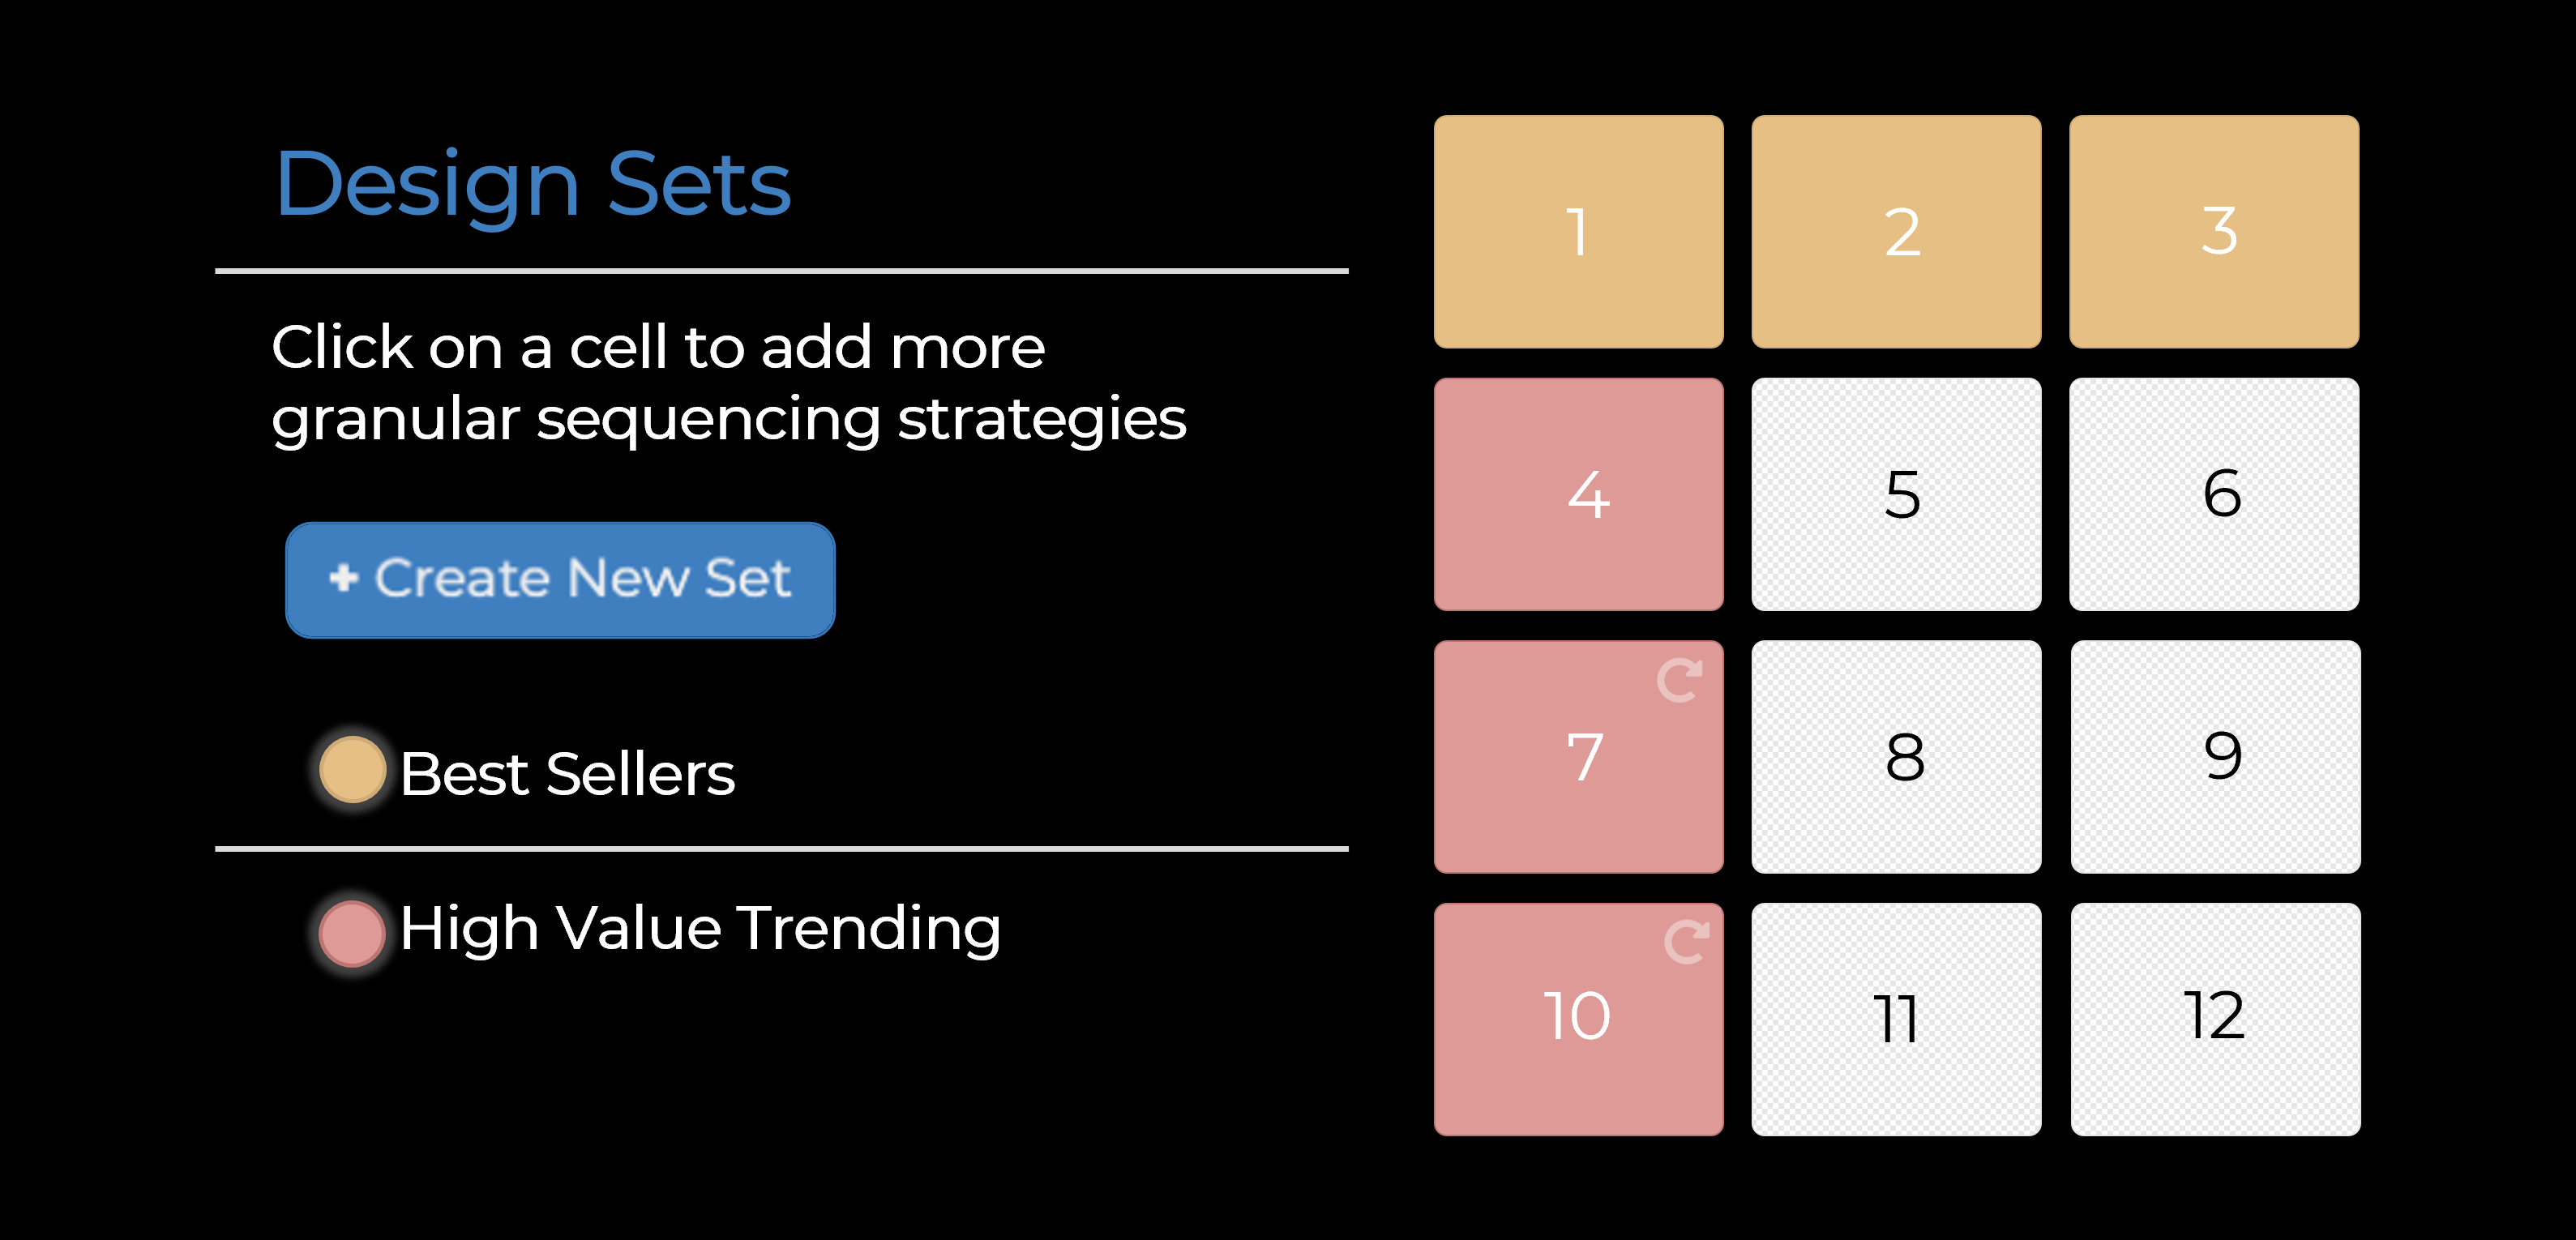 Design Sets
Click on a cell to add more
granular sequencing strategies
+ Create New Set
Best Sellers
High Value Trending
1 2 3
4 5 6
7 8 9
10 11 12